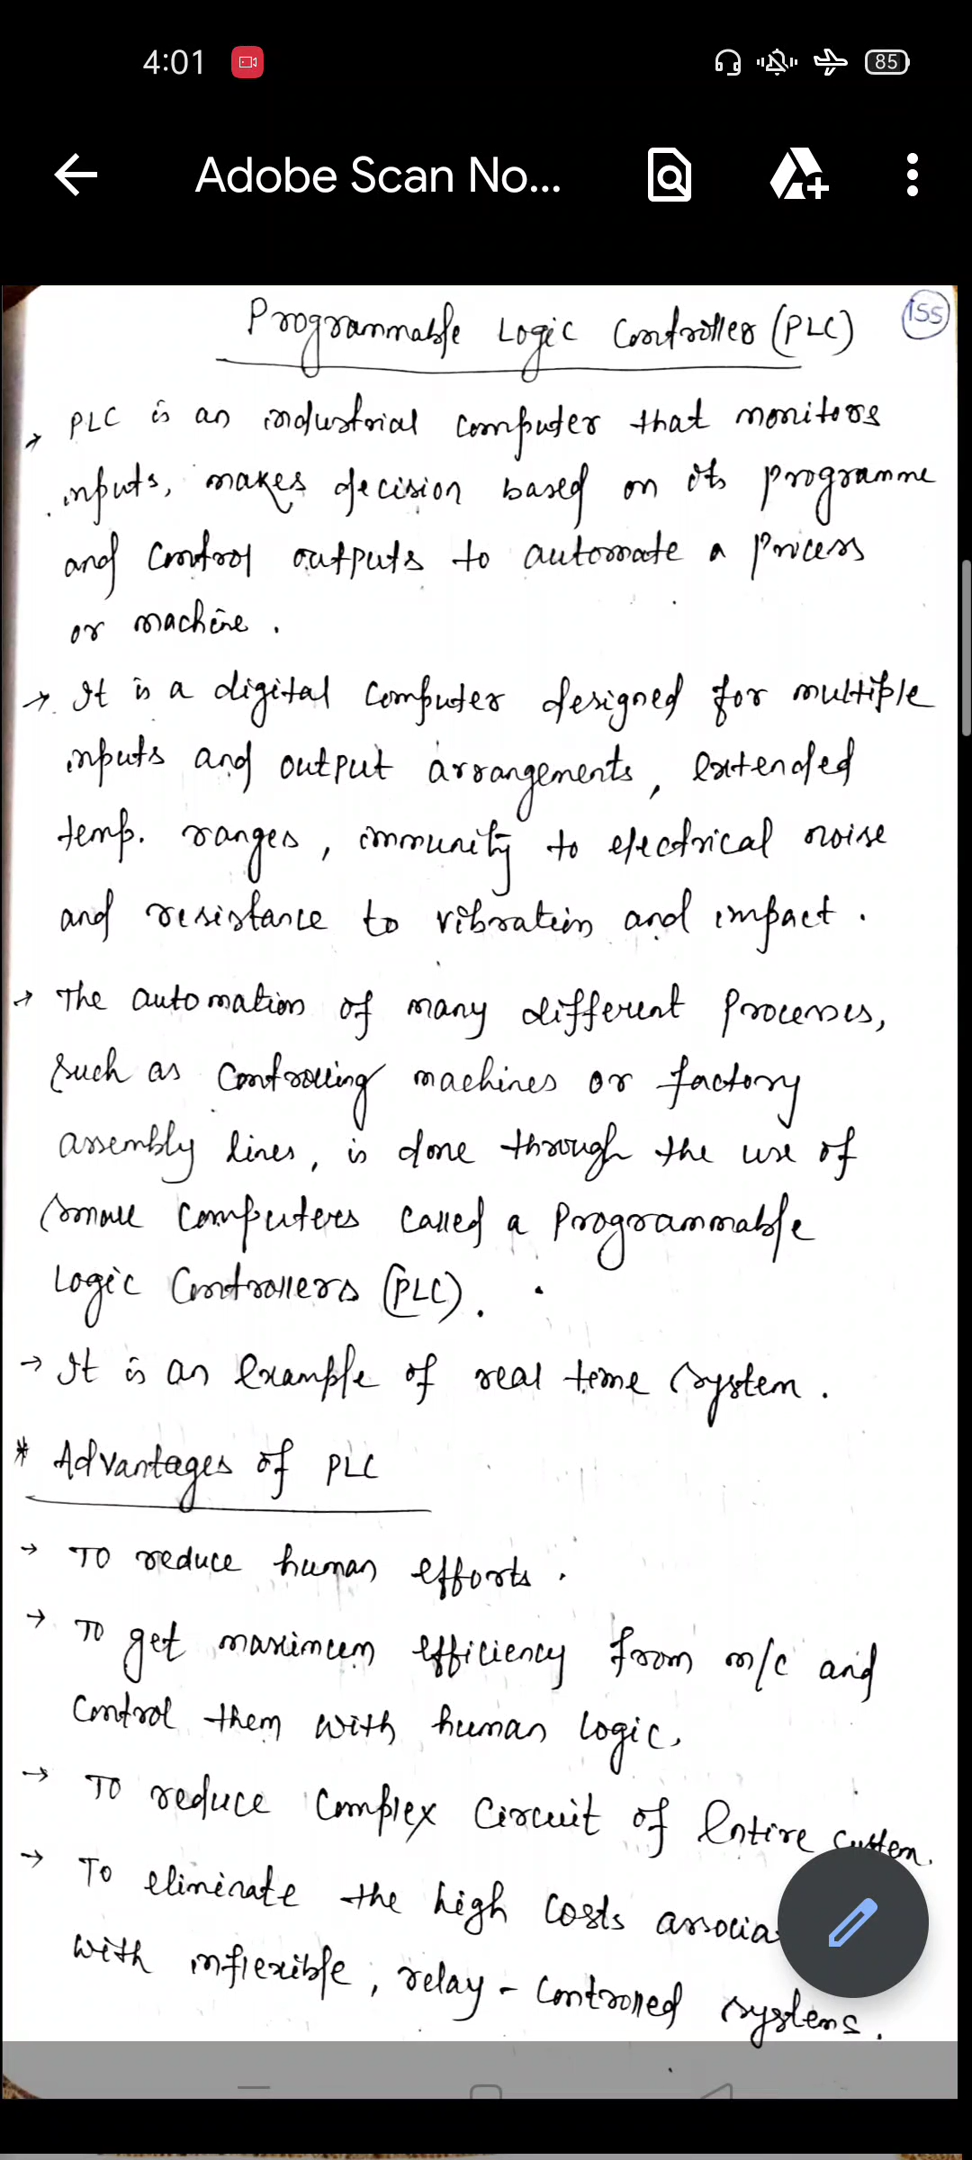 4:01
85
Adobe Scan No...
155
Programmable Logic Controller (PLC)
→ PLC is an industrial computer that monitors
inputs, makes decision based on its programme
and control outputs to automate a process
or machine.
→ It is a digital computer designed for multiple
inputs and output arrangements, extended
temp. ranges, immunity to electrical noise
and resistance to vibration and impact.
→ The automation of many different processes,
such as controlling machines or factory
assembly lines, is done through the use of
small computers called a programmable
logic controllers (PLC).
→ It is an example of real time system.
* Advantages of PLC
→ To reduce human efforts.
→ To get maximum efficiency from m/c and
control them with human logic.
→ To reduce complex circuit of entire system.
→ To eliminate the high costs
with inflexible, relay-controlled systems.